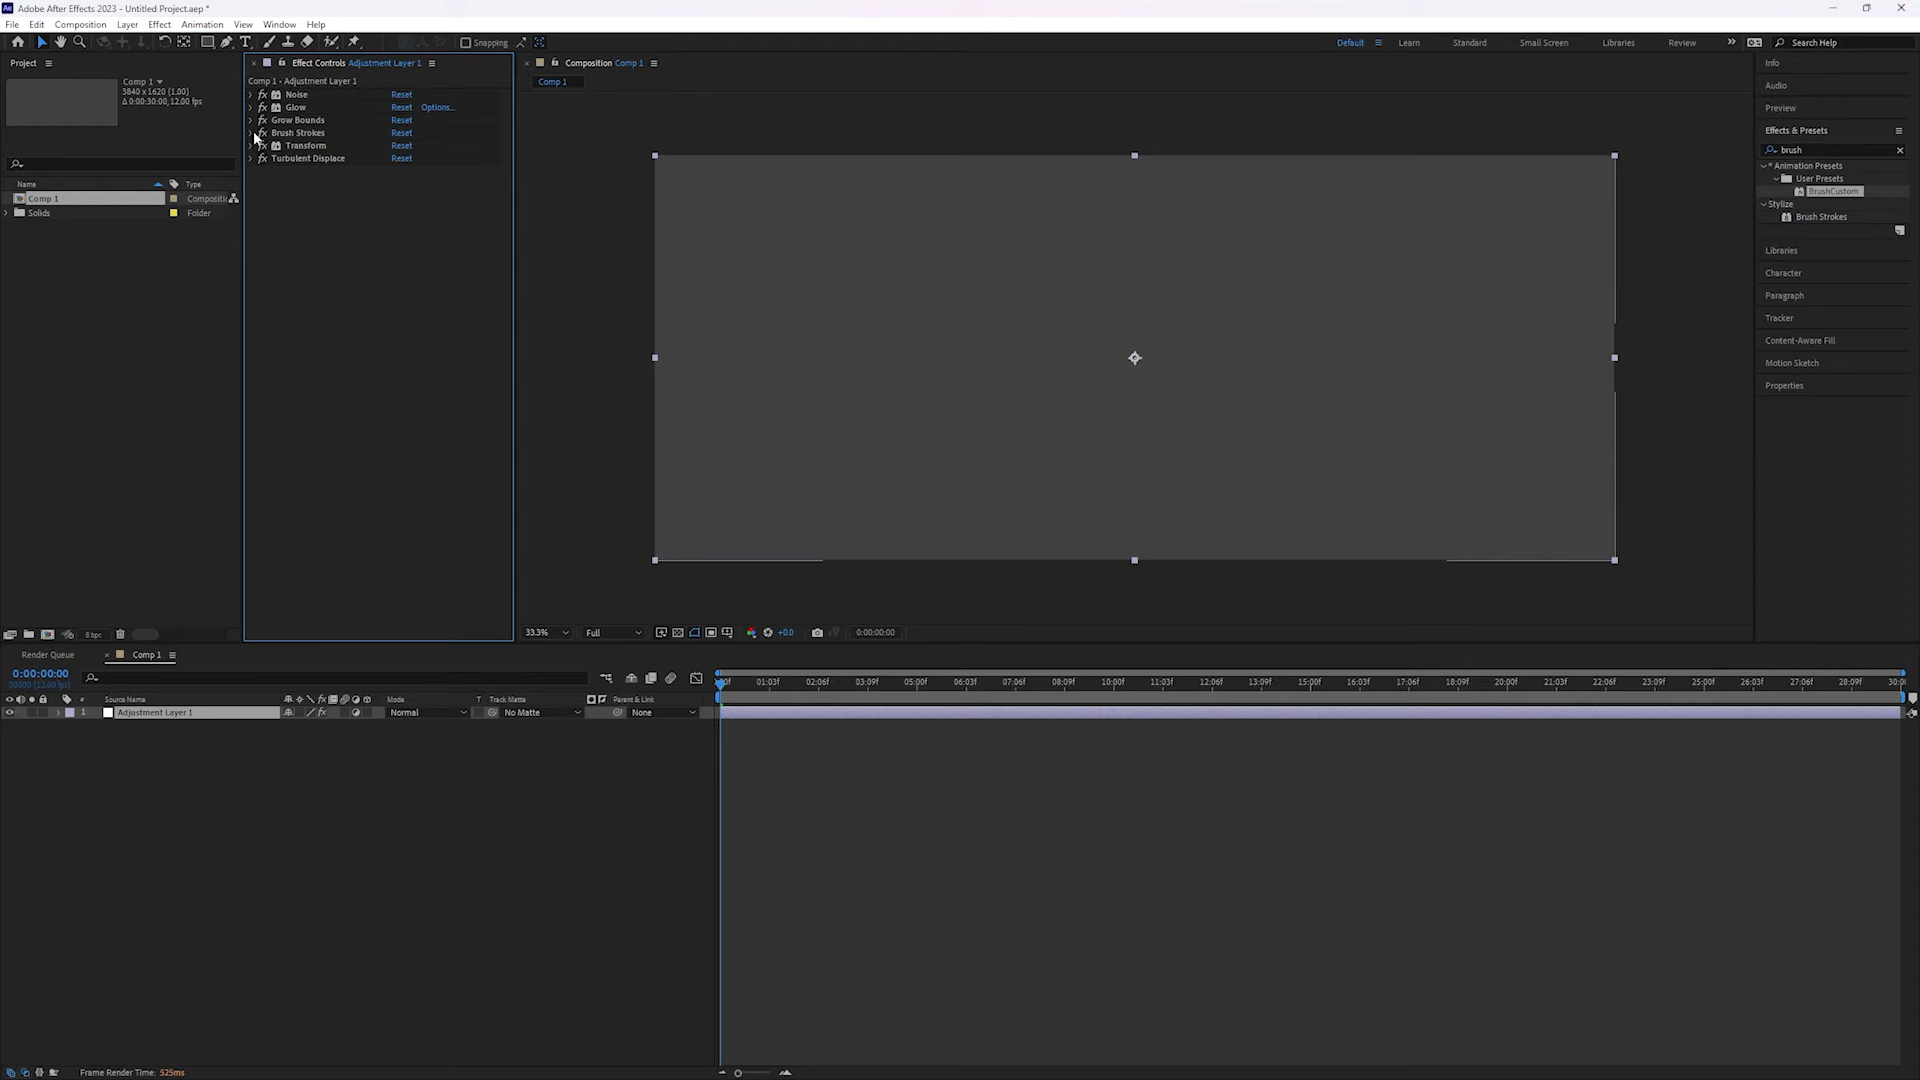 Adobe After Effects 2023 - Untitled Project.aep *
File Edit Composition Layer Effect Animation View Window Help
Snapping
Default Learn Standard Small Screen Libraries Review Search Help
Project
Comp 1
3840 x 1620 (1.00)
Δ 0:00:30:00, 12.00 fps
Name Type
Comp 1 Compositi
Solids Folder
8 bpc
Effect Controls Adjustment Layer 1
Comp 1 - Adjustment Layer 1
fx Noise Reset
fx Glow Reset Options...
fx Grow Bounds Reset
fx Brush Strokes Reset
fx Transform Reset
fx Turbulent Displace Reset
Composition Comp 1
Comp 1
33.3% Full +0.0 0:00:00:00
Info
Audio
Preview
Effects & Presets
brush
* Animation Presets
User Presets
BrushCustom
Stylize
Brush Strokes
Libraries
Character
Paragraph
Tracker
Content-Aware Fill
Motion Sketch
Properties
Render Queue Comp 1
0:00:00:00
00000 (12.00 fps)
# Source Name fx Mode T Track Matte Parent & Link
1 Adjustment Layer 1 fx Normal No Matte None
01:03f 02:06f 03:09f 05:00f 06:03f 07:06f 08:09f 10:00f 11:03f 12:06f 13:09f 15:00f 16:03f 17:06f 18:09f 20:00f 21:03f 22:06f 23:09f 25:00f 26:03f 27:06f 28:09f 30:0
Frame Render Time: 525ms